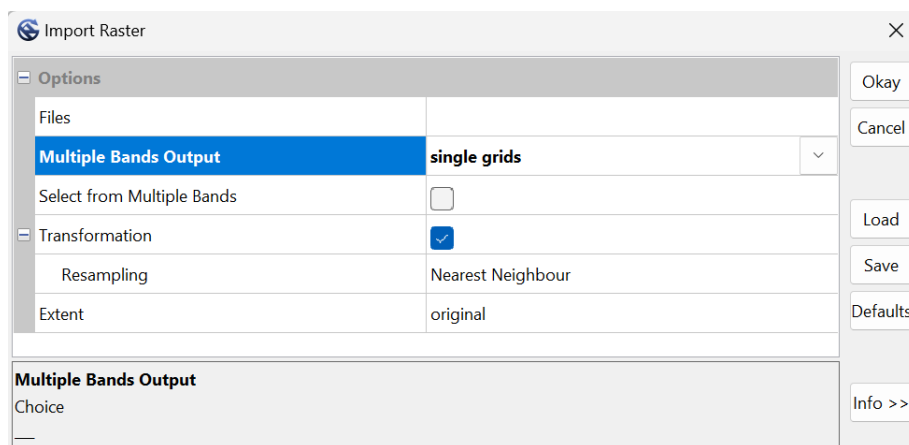 Import Raster
Options
Okay
Files
Cancel
Multiple Bands Output single grids
Select from Multiple Bands
Load
Transformation
Save
Resampling Nearest Neighbour
Extent original
Defaults
Multiple Bands Output
Choice
Info >>